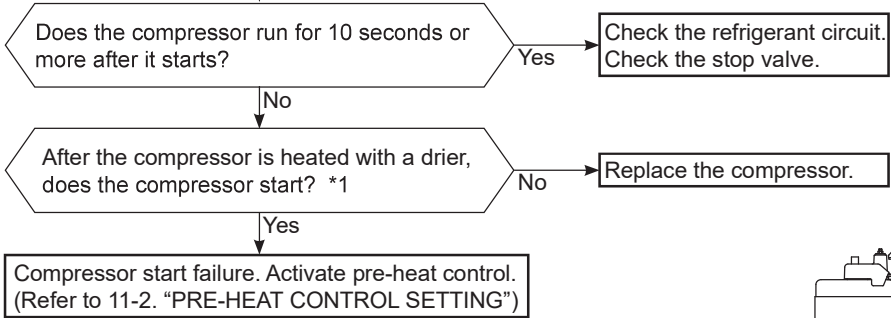 Does the compressor run for 10 seconds or
more after it starts?
Yes
Check the refrigerant circuit.
Check the stop valve.
No
After the compressor is heated with a drier,
does the compressor start? *1
No
Replace the compressor.
Yes
Compressor start failure. Activate pre-heat control.
(Refer to 11-2. “PRE-HEAT CONTROL SETTING”)